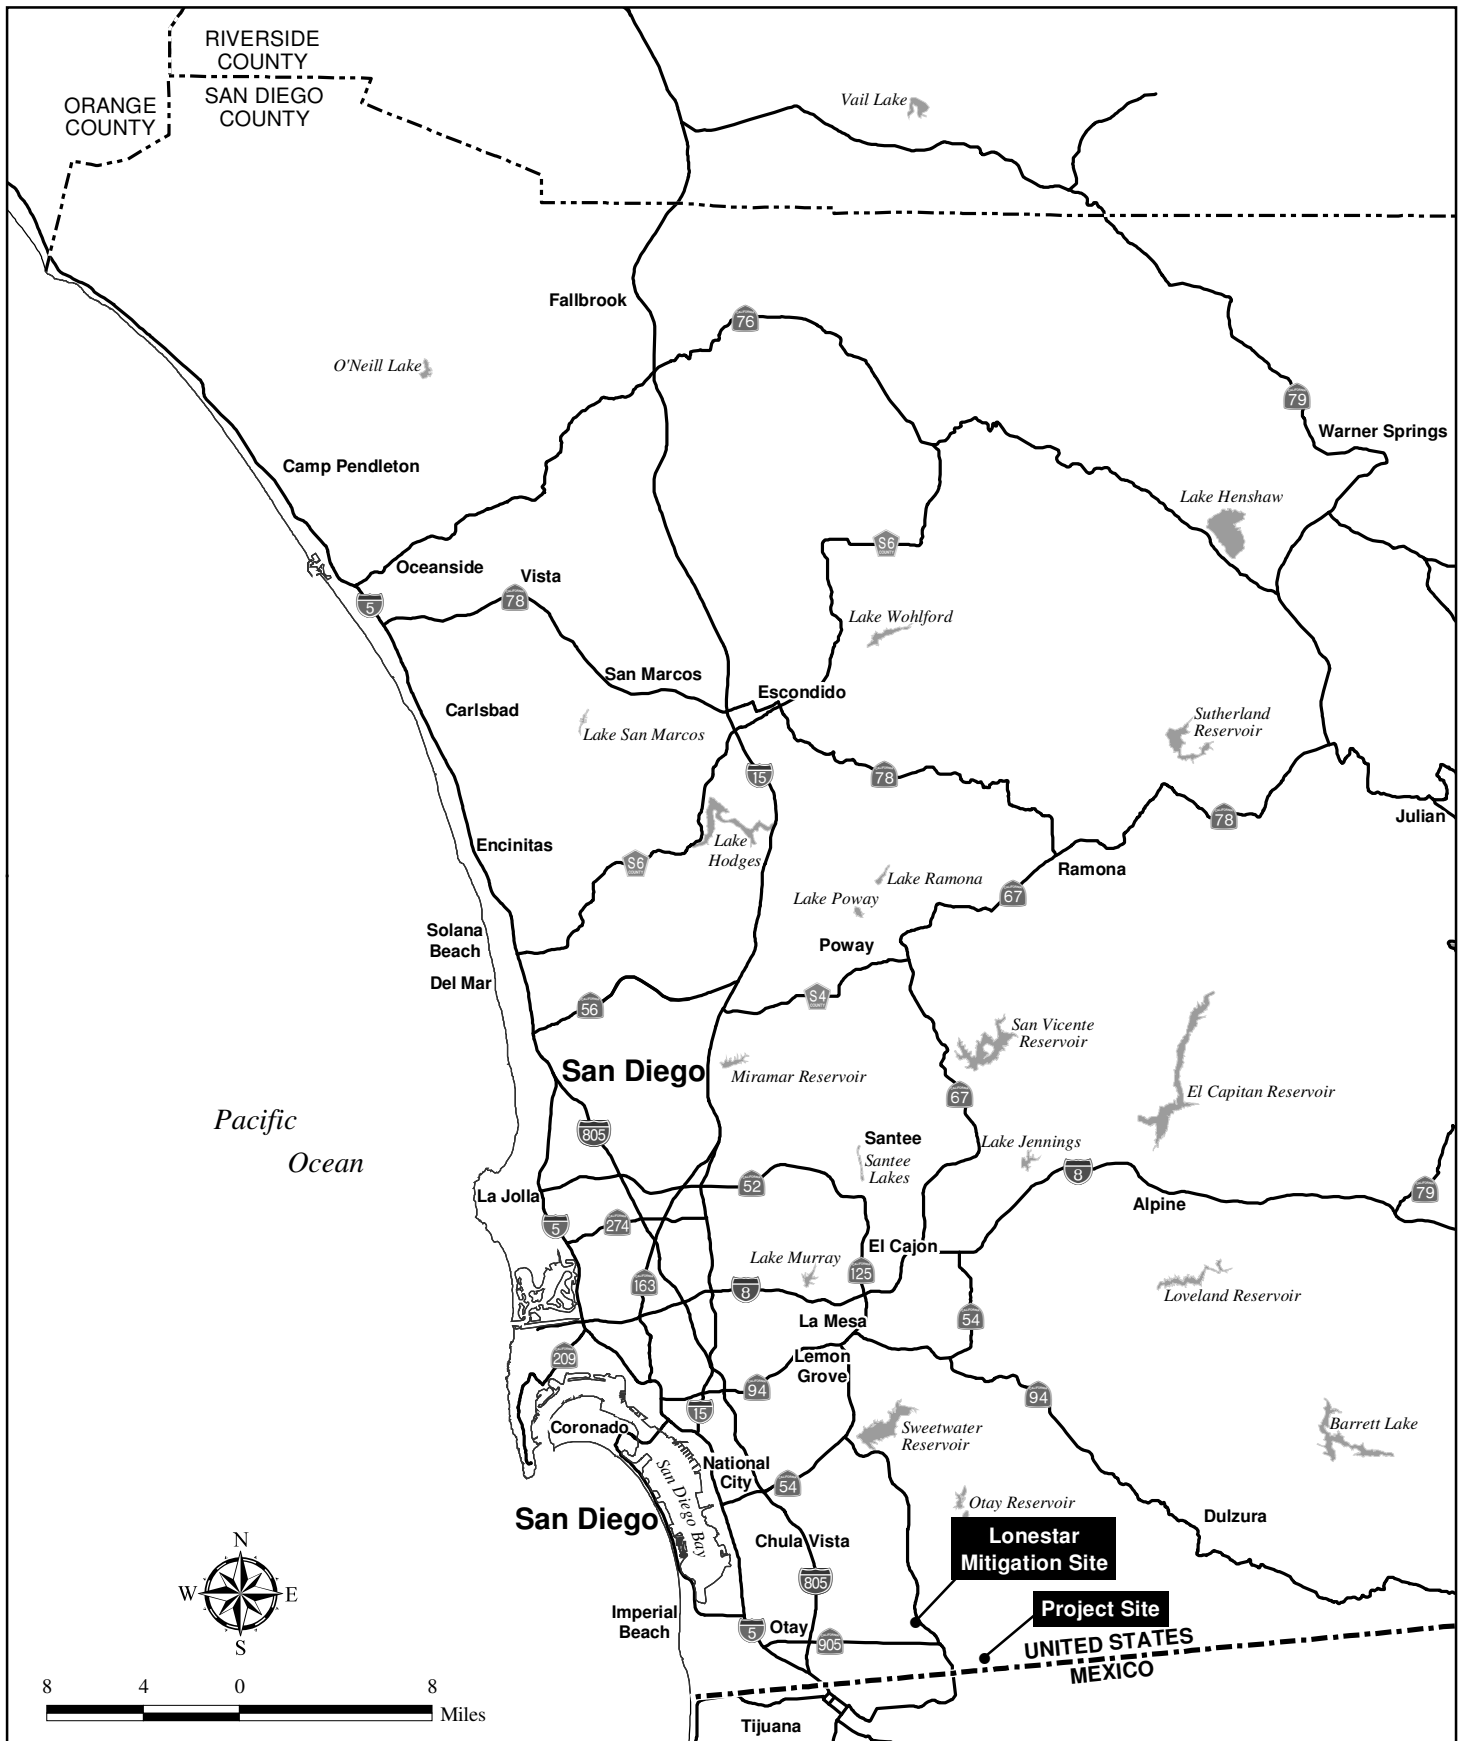 RIVERSIDE
COUNTY
ORANGE
COUNTY
SAN DIEGO
COUNTY
Vail Lake
Fallbrook
76
O'Neill Lake
79
Warner Springs
Camp Pendleton
Lake Henshaw
S6
COUNTY
Oceanside
Vista
5
78
Lake Wohlford
San Marcos
Escondido
Carlsbad
Lake San Marcos
Sutherland
Reservoir
15
78
78
Julian
Encinitas
Lake
Hodges
S6
COUNTY
Ramona
Lake Ramona
67
Lake Poway
Solana
Beach
Poway
Del Mar
56
S4
COUNTY
San Vicente
Reservoir
San Diego
Miramar Reservoir
El Capitan Reservoir
67
Pacific
Ocean
805
Santee
Santee
Lakes
Lake Jennings
8
La Jolla
52
Alpine
79
5
274
El Cajon
Lake Murray
163
8
125
Loveland Reservoir
La Mesa
54
209
Lemon
Grove
94
94
15
Coronado
Sweetwater
Reservoir
Barrett Lake
National
City
54
San Diego Bay
Otay Reservoir
San Diego
Dulzura
Chula Vista
Lonestar
Mitigation Site
805
Project Site
Imperial
Beach
5
Otay
905
UNITED STATES
MEXICO
Tijuana
N
W
E
S
8
4
0
8
Miles